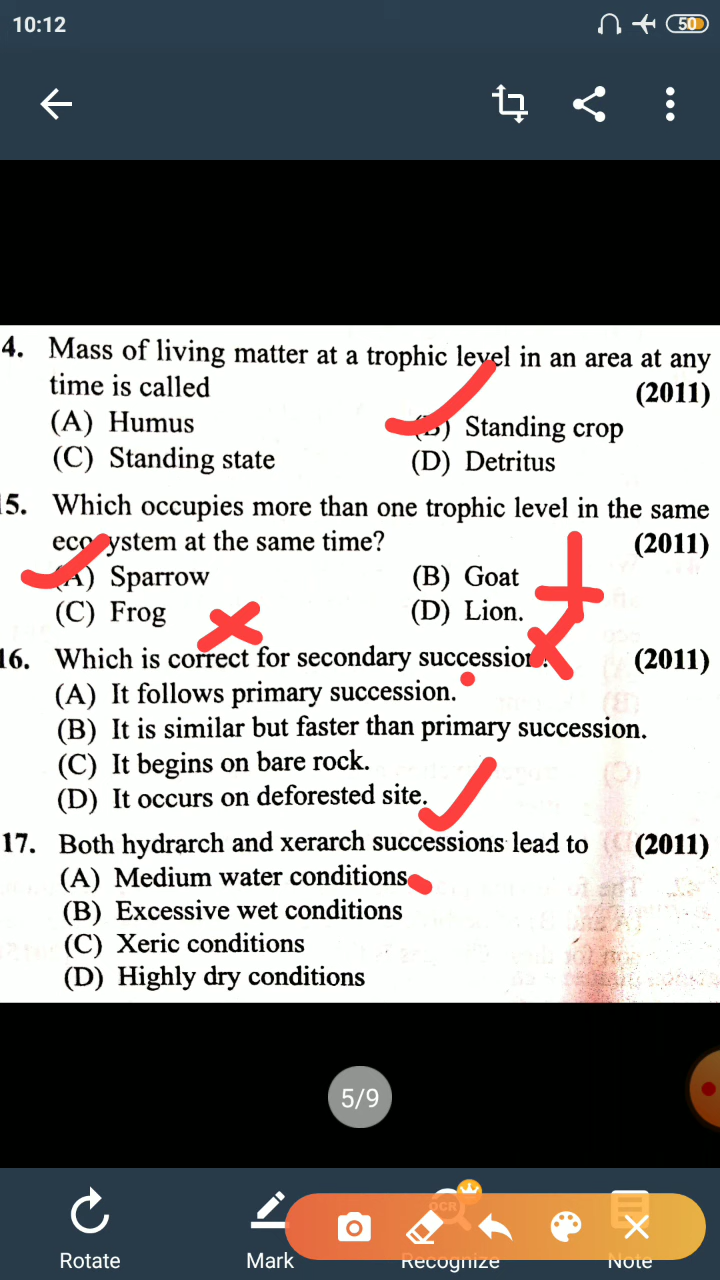 10:12
50
4. Mass of living matter at a trophic level in an area at any
time is called (2011)
(A) Humus (B) Standing crop
(C) Standing state (D) Detritus
15. Which occupies more than one trophic level in the same
ecosystem at the same time? (2011)
(A) Sparrow (B) Goat
(C) Frog (D) Lion.
16. Which is correct for secondary succession? (2011)
(A) It follows primary succession.
(B) It is similar but faster than primary succession.
(C) It begins on bare rock.
(D) It occurs on deforested site.
17. Both hydrarch and xerarch successions lead to (2011)
(A) Medium water conditions
(B) Excessive wet conditions
(C) Xeric conditions
(D) Highly dry conditions
5/9
OCR
Rotate Mark Recognize Note